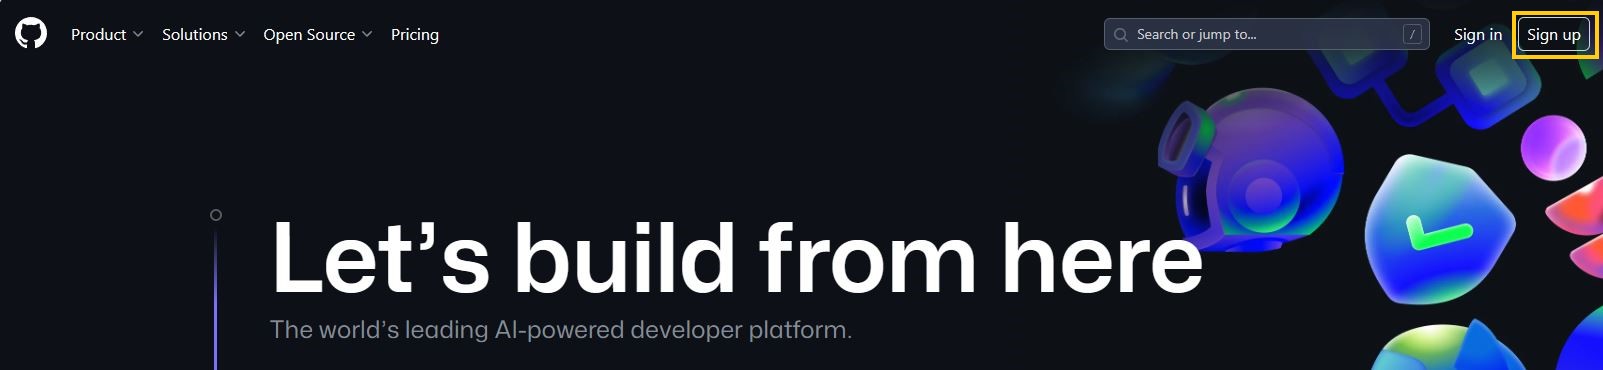 Product Solutions Open Source Pricing Search or jump to... / Sign in Sign up
Let’s build from here
The world’s leading AI-powered developer platform.